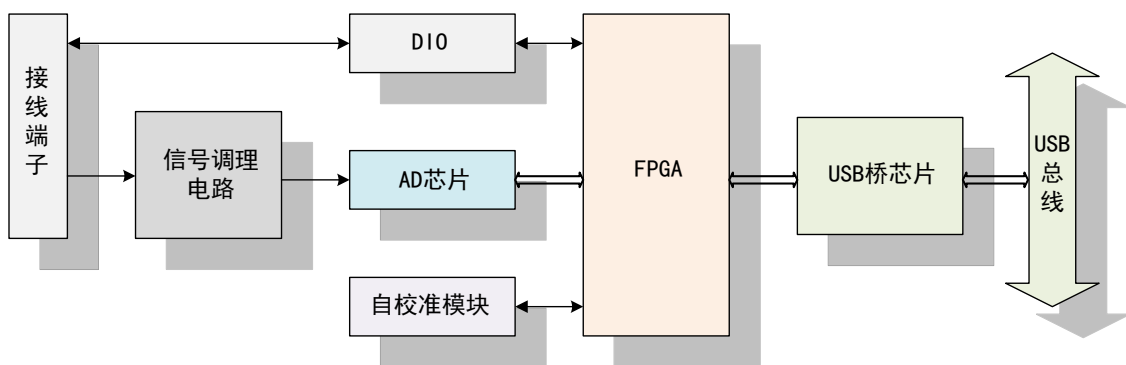 接线端子
DIO
信号调理
电路
AD芯片
自校准模块
FPGA
USB桥芯片
USB
总
线